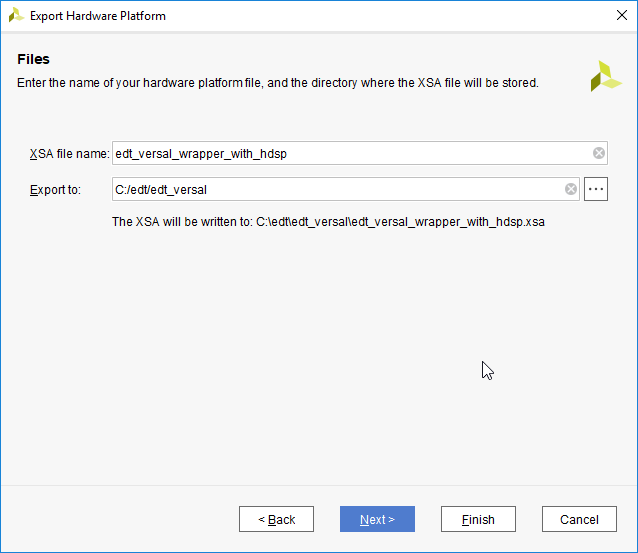 Export Hardware Platform
Files
Enter the name of your hardware platform file, and the directory where the XSA file will be stored.
XSA file name: edt_versal_wrapper_with_hdsp
Export to: C:/edt/edt_versal ...
The XSA will be written to: C:\edt\edt_versal\edt_versal_wrapper_with_hdsp.xsa
< Back Next > Finish Cancel